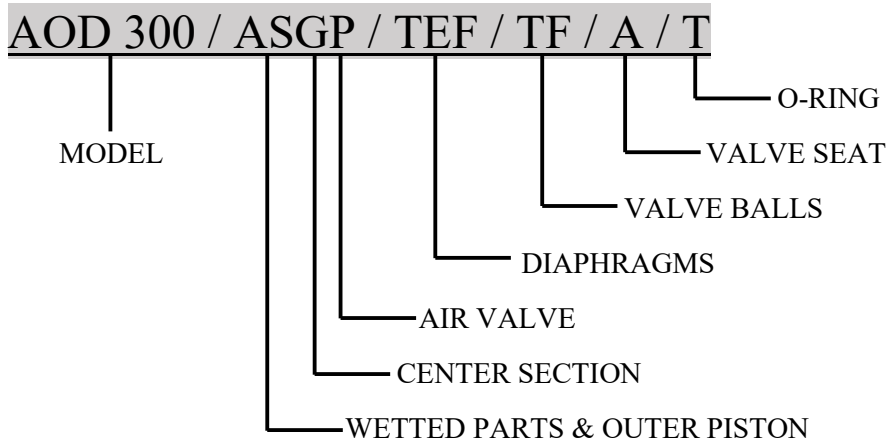 AOD 300 / ASGP / TEF / TF / A / T
O-RING
MODEL
VALVE SEAT
VALVE BALLS
DIAPHRAGMS
AIR VALVE
CENTER SECTION
WETTED PARTS & OUTER PISTON